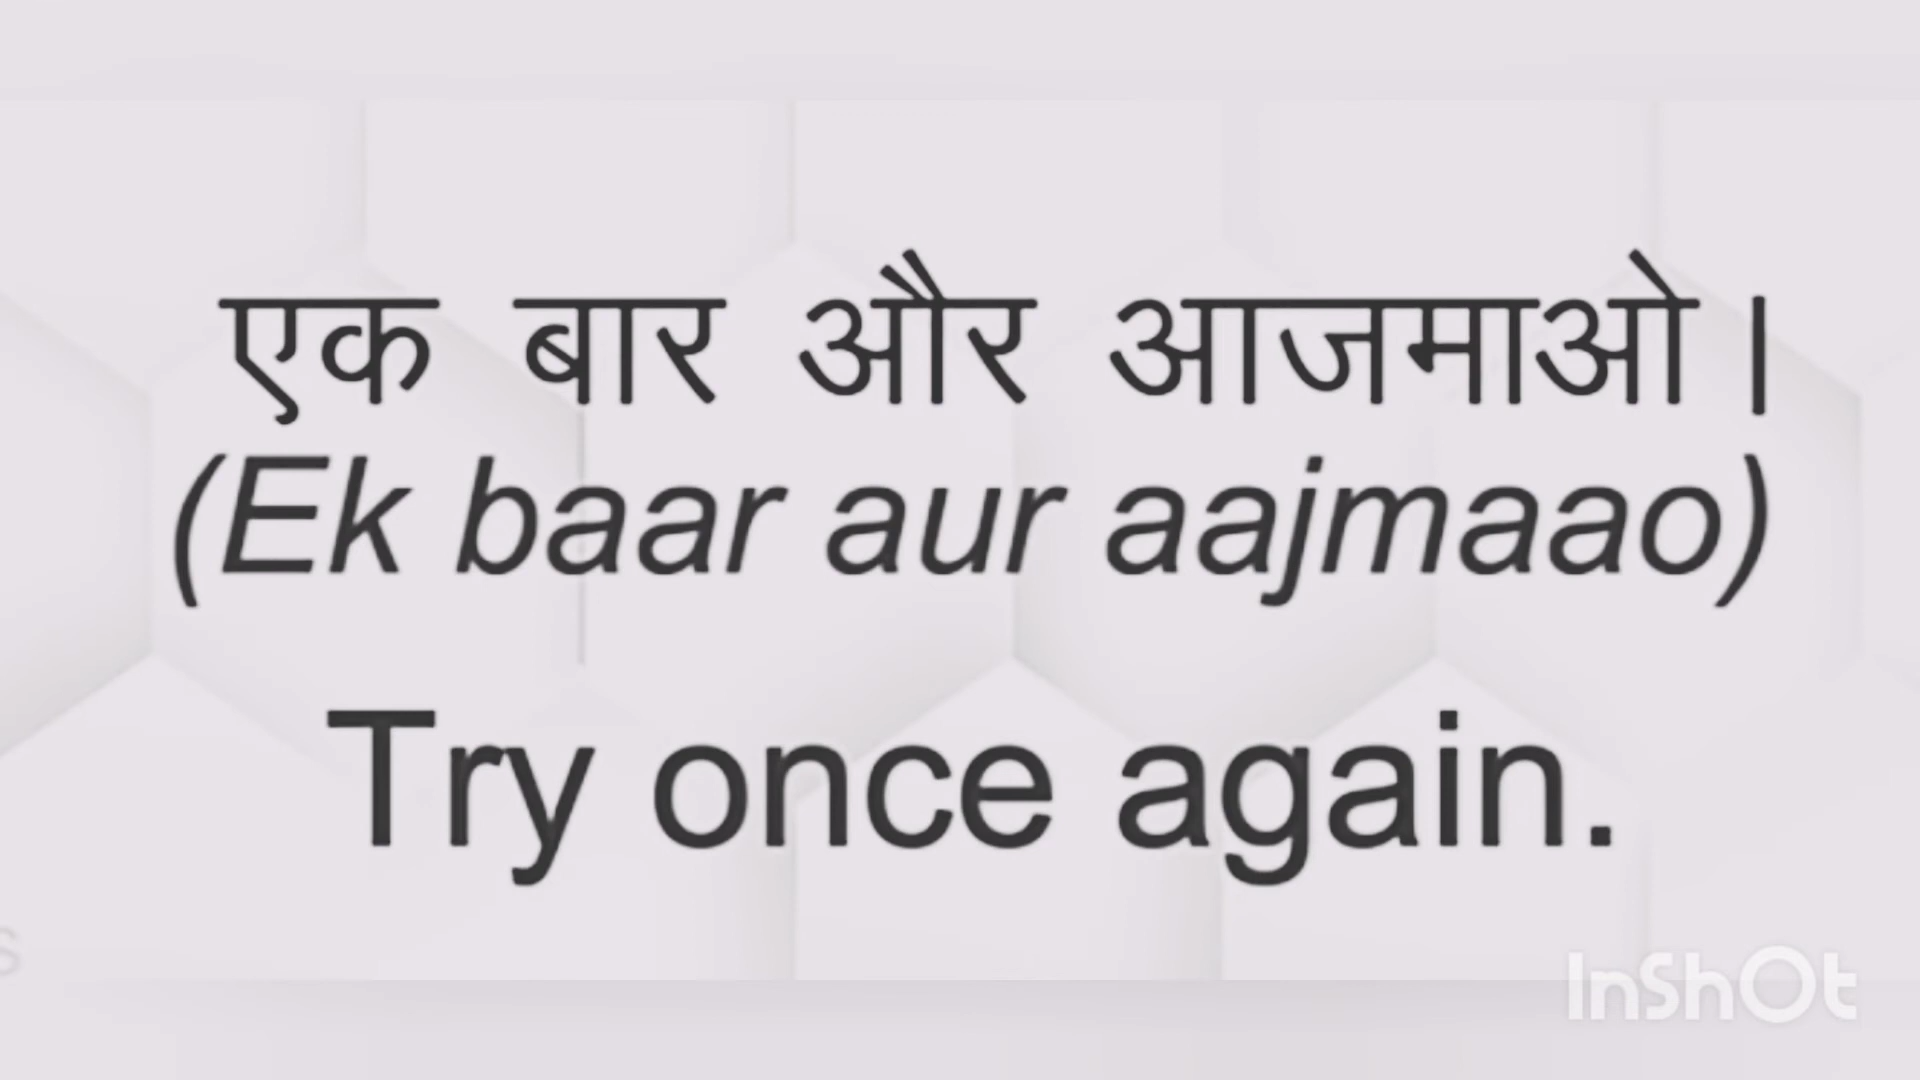 एक बार और आजमाओ ।
(Ek baar aur aajmaao)
Try once again.
InShOt